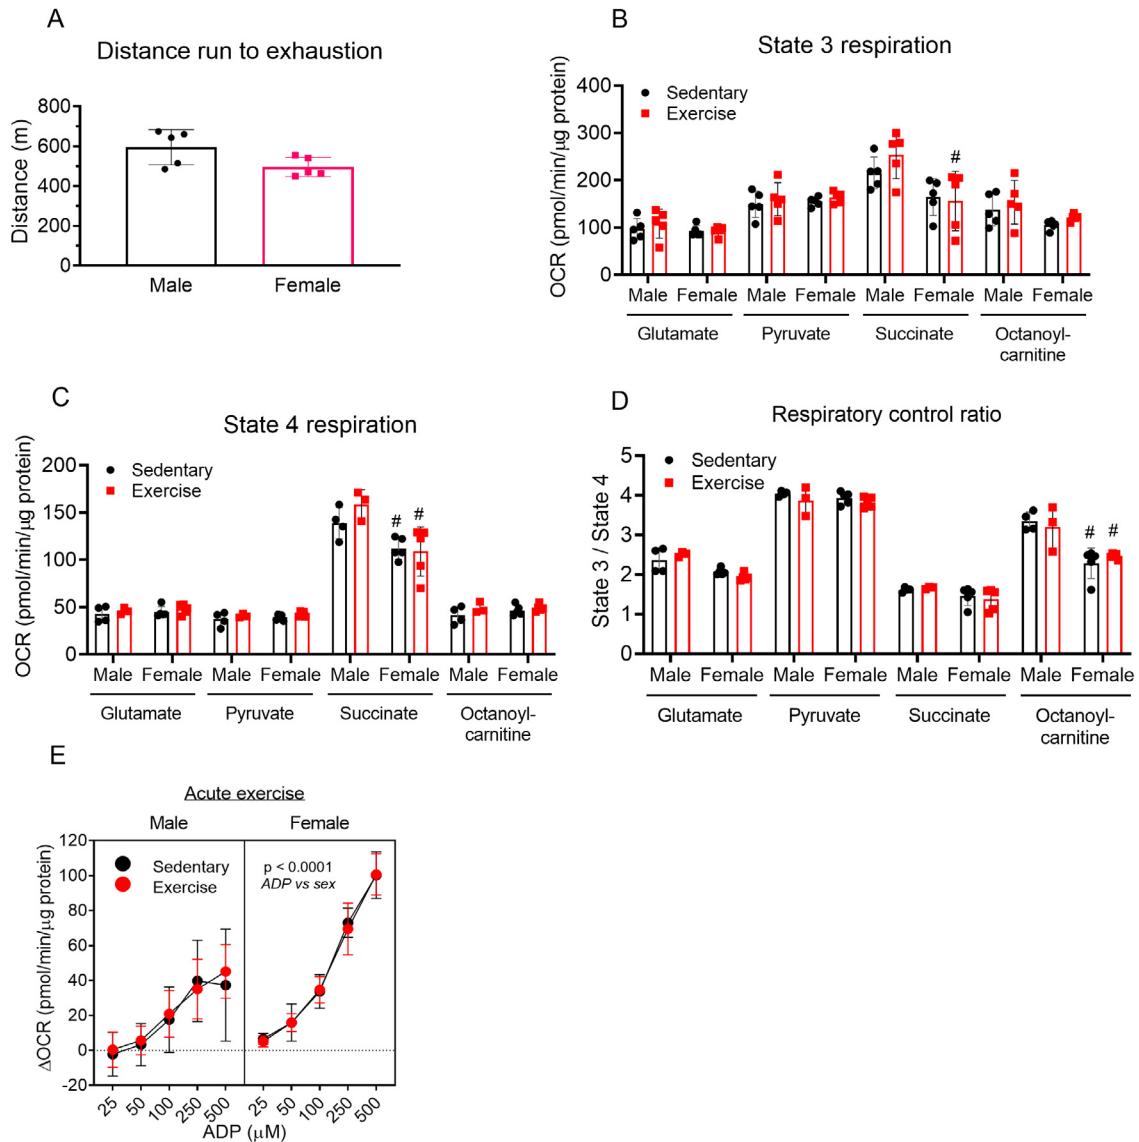 A
Distance run to exhaustion
Distance (m)
800
600
400
200
0
Male Female
B
State 3 respiration
OCR (pmol/min/µg protein)
400
300
200
100
0
Sedentary
Exercise
#
Male Female Male Female Male Female Male Female
Glutamate Pyruvate Succinate Octanoyl-
carnitine
C
State 4 respiration
OCR (pmol/min/µg protein)
200
150
100
50
0
Sedentary
Exercise
# #
Male Female Male Female Male Female Male Female
Glutamate Pyruvate Succinate Octanoyl-
carnitine
D
Respiratory control ratio
State 3 / State 4
5
4
3
2
1
0
Sedentary
Exercise
# #
Male Female Male Female Male Female Male Female
Glutamate Pyruvate Succinate Octanoyl-
carnitine
E
Acute exercise
Male Female
ΔOCR (pmol/min/µg protein)
120
100
80
60
40
20
0
-20
Sedentary
Exercise
p < 0.0001
ADP vs sex
25 50 100 250 500 25 50 100 250 500
ADP (µM)